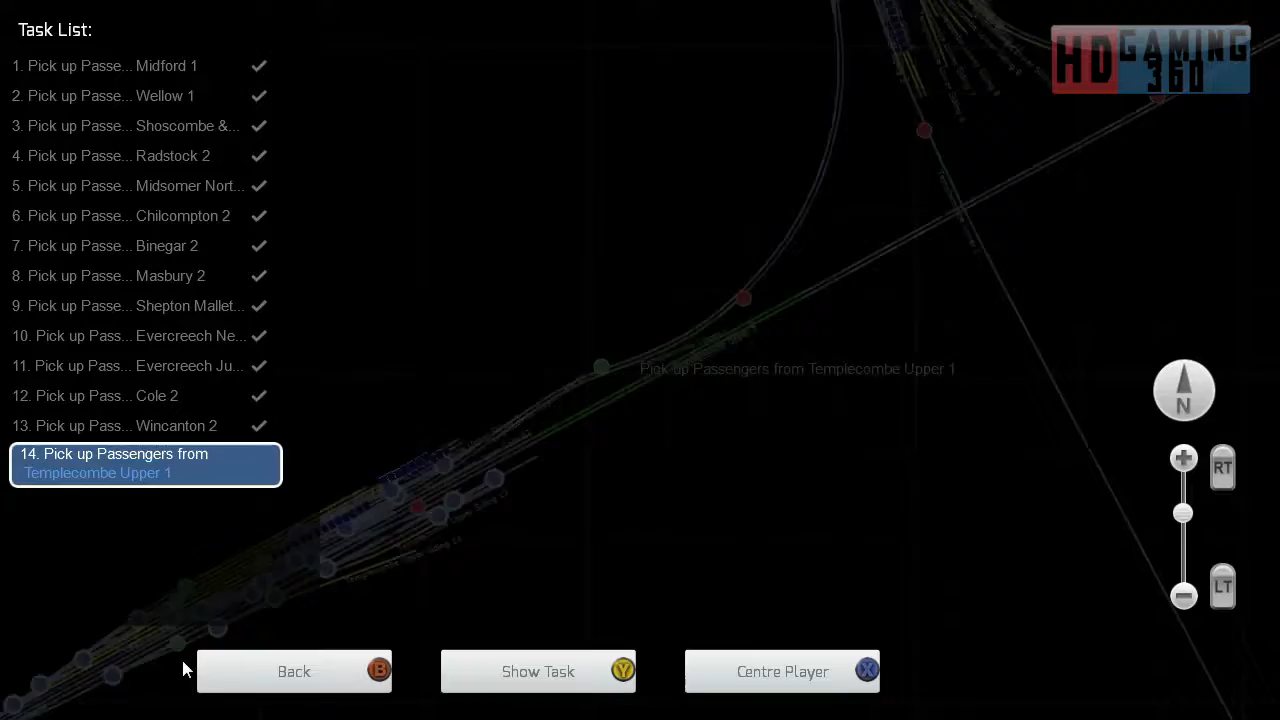 Task List:
1. Pick up Passe... Midford 1
2. Pick up Passe... Wellow 1
3. Pick up Passe... Shoscombe &...
4. Pick up Passe... Radstock 2
5. Pick up Passe... Midsomer Nort...
6. Pick up Passe... Chilcompton 2
7. Pick up Passe... Binegar 2
8. Pick up Passe... Masbury 2
9. Pick up Passe... Shepton Mallet...
10. Pick up Pass... Evercreech Ne...
11. Pick up Pass... Evercreech Ju...
12. Pick up Pass... Cole 2
13. Pick up Pass... Wincanton 2
14. Pick up Passengers from
Templecombe Upper 1
HD GAMING
360
Pick up Passengers from Templecombe Upper 1
N
RT
LT
Back B
Show Task Y
Centre Player X